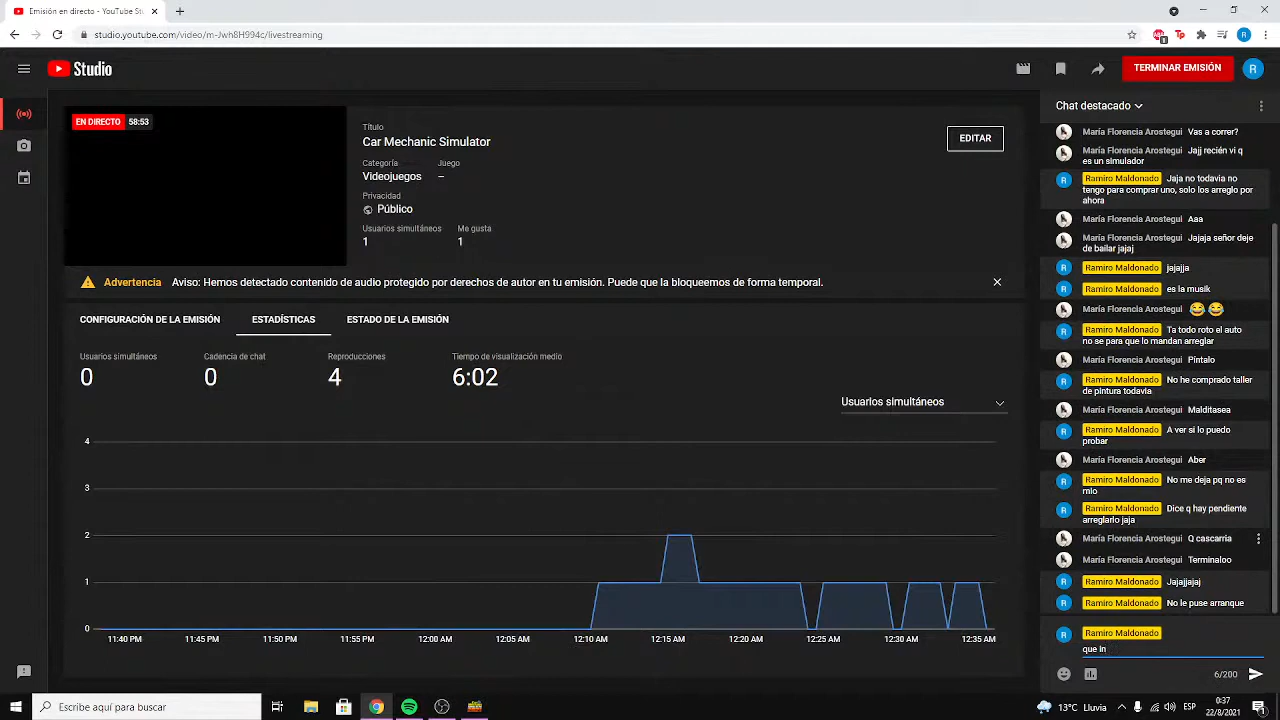 Emisión en directo - YouTube Stu
studio.youtube.com/video/m-Jwh8H994c/livestreaming
Studio
TERMINAR EMISIÓN
R
EN DIRECTO 58:53
Título
Car Mechanic Simulator
EDITAR
Categoría Juego
Videojuegos –
Privacidad
Público
Usuarios simultáneos Me gusta
1 1
Advertencia Aviso: Hemos detectado contenido de audio protegido por derechos de autor en tu emisión. Puede que la bloqueemos de forma temporal.
CONFIGURACIÓN DE LA EMISIÓN ESTADÍSTICAS ESTADO DE LA EMISIÓN
Usuarios simultáneos Cadencia de chat Reproducciones Tiempo de visualización medio
0 0 4 6:02
Usuarios simultáneos
4
3
2
1
0
11:40 PM 11:45 PM 11:50 PM 11:55 PM 12:00 AM 12:05 AM 12:10 AM 12:15 AM 12:20 AM 12:25 AM 12:30 AM 12:35 AM
Chat destacado
María Florencia Arostegui Vas a correr?
María Florencia Arostegui Jajj recién vi q
es un simulador
Ramiro Maldonado Jaja no todavia no
tengo para comprar uno, solo los arreglo por
ahora
María Florencia Arostegui Aaa
María Florencia Arostegui Jajaja señor deje
de bailar jajaj
Ramiro Maldonado jajajja
Ramiro Maldonado es la musik
María Florencia Arostegui 😂 😂
Ramiro Maldonado Ta todo roto el auto
no se para que lo mandan arreglar
María Florencia Arostegui Píntalo
Ramiro Maldonado No he comprado taller
de pintura todavia
María Florencia Arostegui Malditasea
Ramiro Maldonado A ver si lo puedo
probar
María Florencia Arostegui Aber
Ramiro Maldonado No me deja pq no es
mio
Ramiro Maldonado Dice q hay pendiente
arreglarlo jaja
María Florencia Arostegui Q cascarria
María Florencia Arostegui Terminaloo
Ramiro Maldonado Jajajjajaj
Ramiro Maldonado No le puse arranque
Ramiro Maldonado
que in
6/200
Escribe aquí para buscar
13°C Lluvia ESP 0:37
22/8/2021